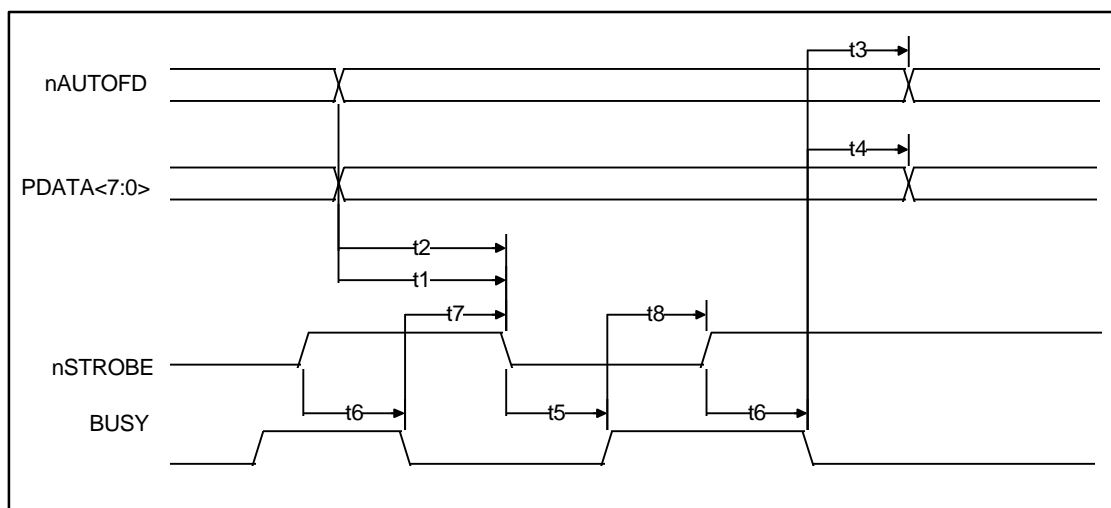 t3
nAUTOFD
t4
PDATA<7:0>
t2
t1
t7
t8
nSTROBE
t6
t5
t6
BUSY